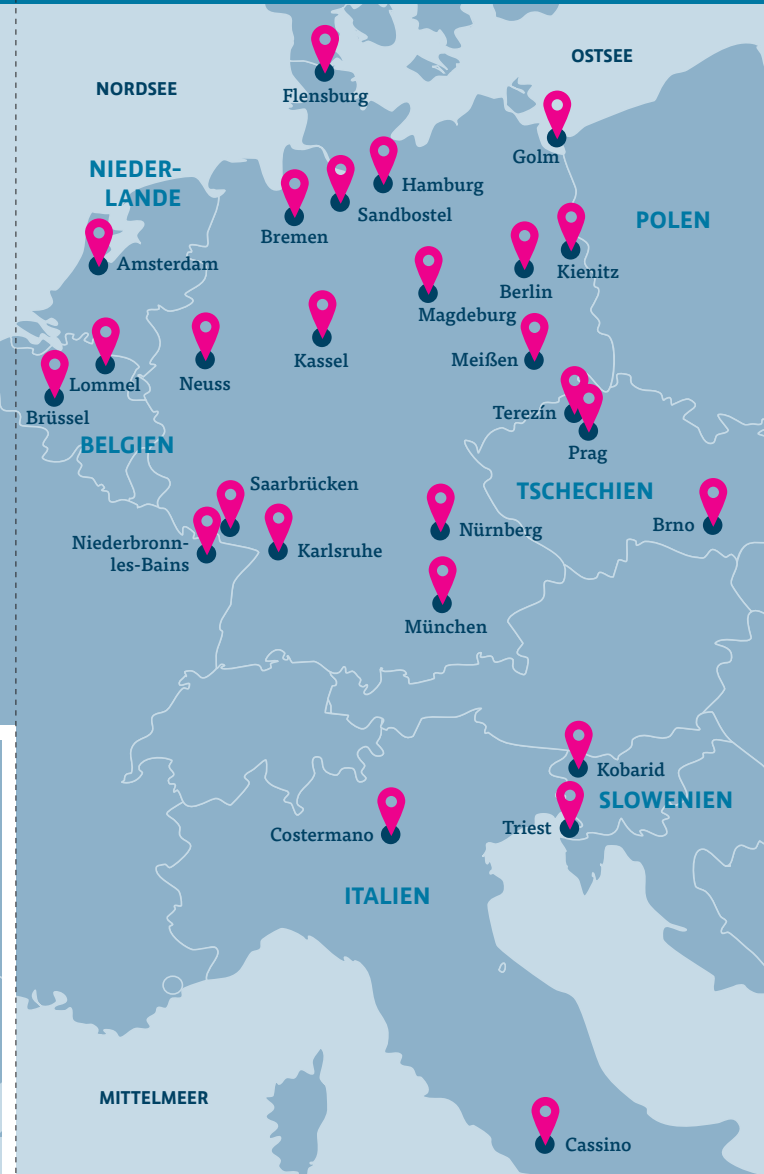 OSTSEE
NORDSEE
Flensburg
Golm
NIEDER-
LANDE
Hamburg
Sandbostel
POLEN
Bremen
Amsterdam
Kienitz
Berlin
Magdeburg
Kassel
Meißen
Lommel
Neuss
Terezín
Brüssel
BELGIEN
Prag
Saarbrücken
TSCHECHIEN
Brno
Nürnberg
Niederbronn-
les-Bains
Karlsruhe
München
Kobarid
SLOWENIEN
Triest
Costermano
ITALIEN
MITTELMEER
Cassino